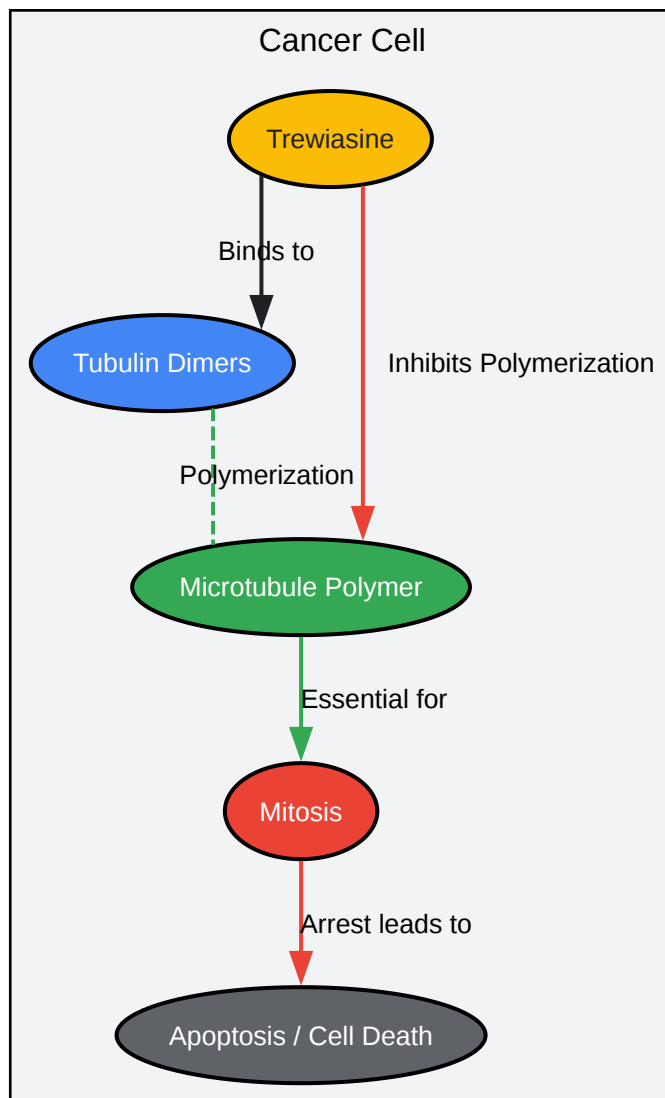 Cancer Cell
Trewiasine
Binds to
Tubulin Dimers
Inhibits Polymerization
Polymerization
Microtubule Polymer
Essential for
Mitosis
Arrest leads to
Apoptosis / Cell Death